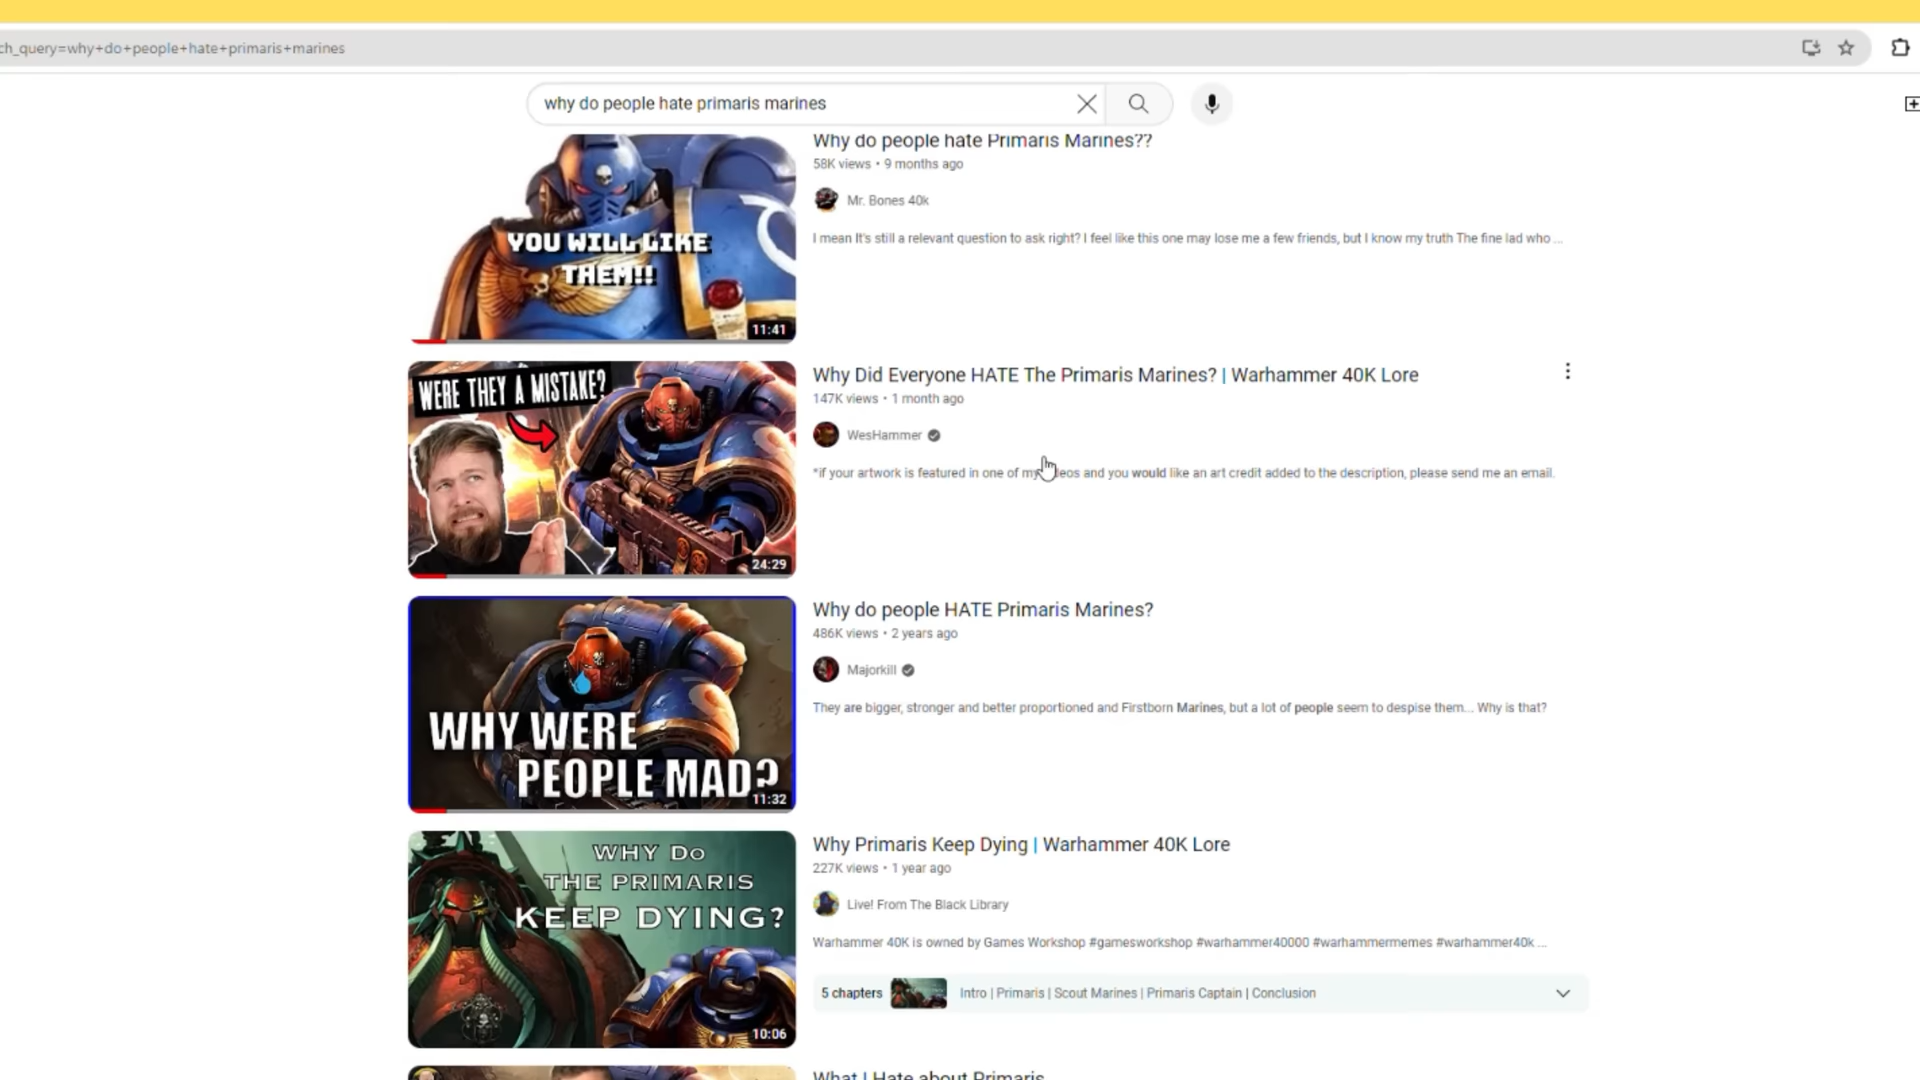 ch_query=why+do+people+hate+primaris+marines
why do people hate primaris marines
Why do people hate Primaris Marines??
58K views • 9 months ago
Mr. Bones 40k
I mean It's still a relevant question to ask right? I feel like this one may lose me a few friends, but I know my truth The fine lad who ...
YOU WILL LIKE
THEM!!
11:41
WERE THEY A MISTAKE?
24:29
Why Did Everyone HATE The Primaris Marines? | Warhammer 40K Lore
147K views • 1 month ago
WesHammer
*if your artwork is featured in one of my eos and you would like an art credit added to the description, please send me an email.
WHY WERE
PEOPLE MAD?
11:32
Why do people HATE Primaris Marines?
486K views • 2 years ago
Majorkill
They are bigger, stronger and better proportioned and Firstborn Marines, but a lot of people seem to despise them... Why is that?
WHY Do
THE PRIMARIS
KEEP DYING?
10:06
Why Primaris Keep Dying | Warhammer 40K Lore
227K views • 1 year ago
Live! From The Black Library
Warhammer 40K is owned by Games Workshop #gamesworkshop #warhammer40000 #warhammermemes #warhammer40k ...
5 chapters
Intro | Primaris | Scout Marines | Primaris Captain | Conclusion
What I Hate about Primaris